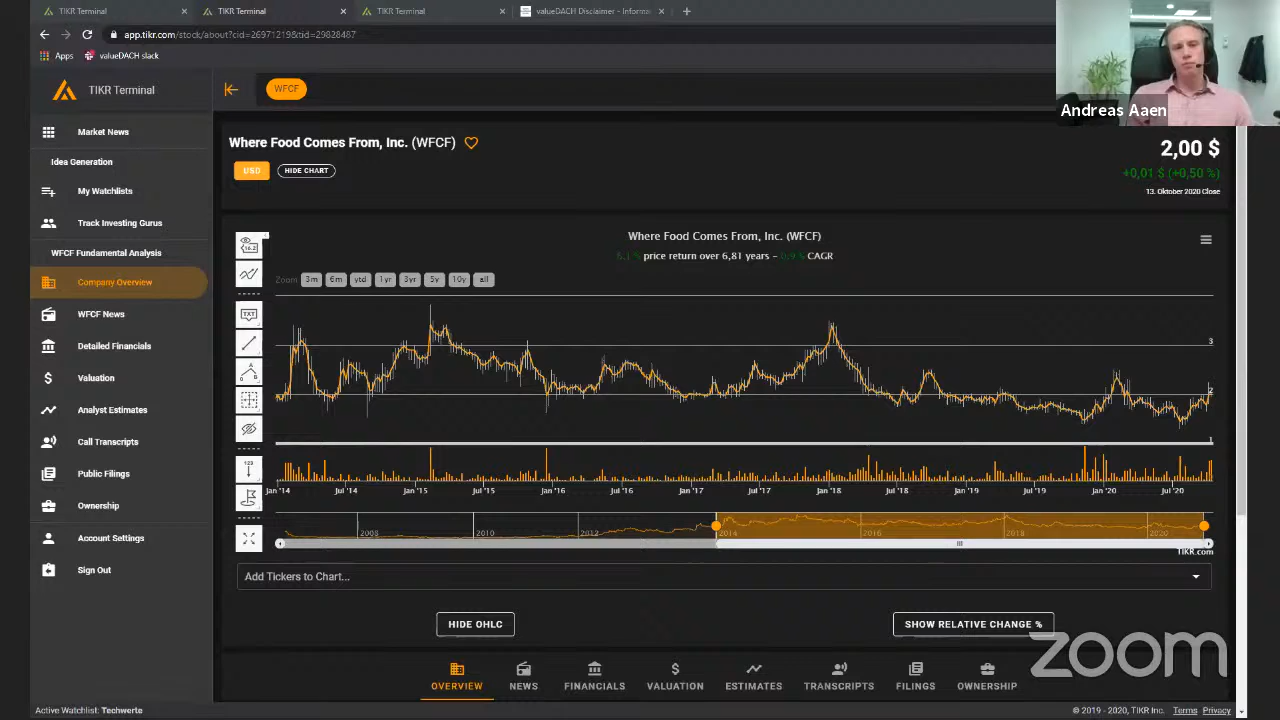 TIKR Terminal
TIKR Terminal
TIKR Terminal
valueDACH Disclaimer - Informa
app.tikr.com/stock/about?cid=26971219&tid=29828487
Apps
valueDACH slack
Andreas Aaen
TIKR Terminal
WFCF
Market News
Idea Generation
My Watchlists
Track Investing Gurus
WFCF Fundamental Analysis
Company Overview
WFCF News
Detailed Financials
Valuation
Analyst Estimates
Call Transcripts
Public Filings
Ownership
Account Settings
Sign Out
Where Food Comes From, Inc. (WFCF)
USD
HIDE CHART
2,00 $
+0,01 $ (+0,50 %)
13. Oktober 2020 Close
Where Food Comes From, Inc. (WFCF)
price return over 6,81 years - CAGR
Zoom 3m 6m ytd 1yr 3yr 5y 10y all
TXT
3
2
1
Jan '14 Jul '14 Jan '15 Jul '15 Jan '16 Jul '16 Jan '17 Jul '17 Jan '18 Jul '18 Jan '19 Jul '19 Jan '20 Jul '20
2008 2010 2012 2014 2016 2018 2020
TIKR.com
Add Tickers to Chart...
HIDE OHLC
SHOW RELATIVE CHANGE %
zoom
OVERVIEW NEWS FINANCIALS VALUATION ESTIMATES TRANSCRIPTS FILINGS OWNERSHIP
Active Watchlist: Techwerte
© 2019 - 2020, TIKR Inc. Terms Privacy